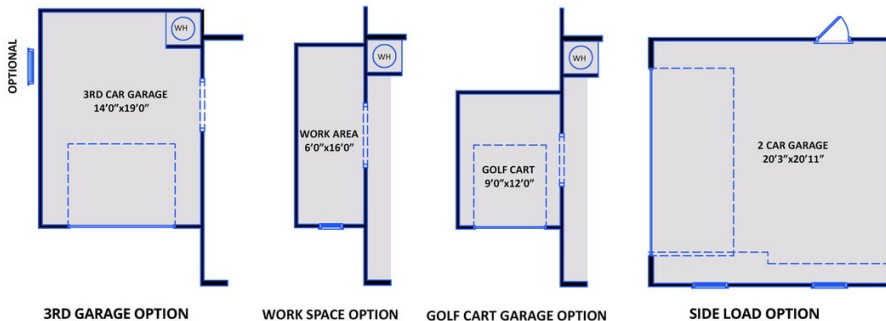 OPTIONAL
WH
3RD CAR GARAGE
14'0"x19'0"
3RD GARAGE OPTION
WH
WORK AREA
6'0"x16'0"
WORK SPACE OPTION
WH
GOLF CART
9'0"x12'0"
GOLF CART GARAGE OPTION
2 CAR GARAGE
20'3"x20'11"
SIDE LOAD OPTION